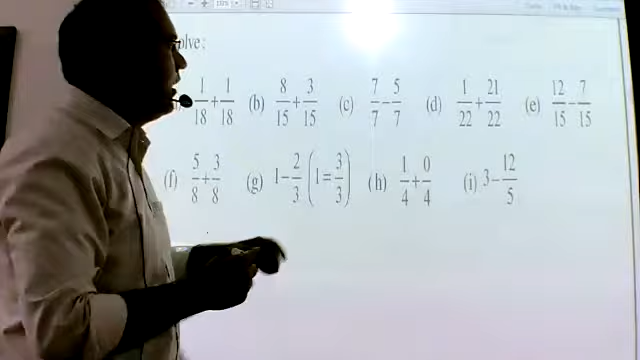 olve:
1/18 + 1/18 (b) 8/15 + 3/15 (c) 7/7 − 5/7 (d) 1/22 + 21/22 (e) 12/15 − 7/15
(f) 5/8 + 3/8 (g) 1 − 2/3 (1 = 3/3) (h) 1/4 + 0/4 (i) 3 − 12/5